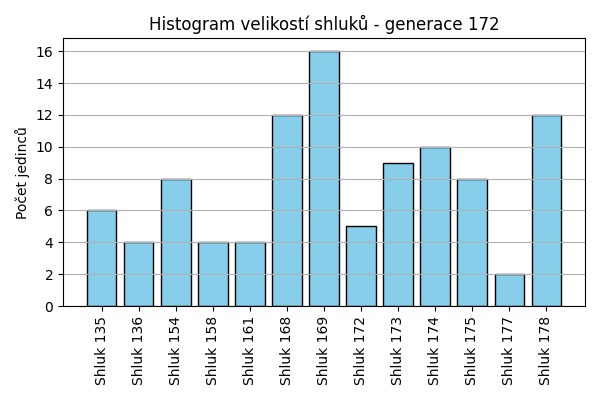 Histogram velikostí shluků - generace 172
Počet jedinců
16
14
12
10
8
6
4
2
0
Shluk 135
Shluk 136
Shluk 154
Shluk 158
Shluk 161
Shluk 168
Shluk 169
Shluk 172
Shluk 173
Shluk 174
Shluk 175
Shluk 177
Shluk 178